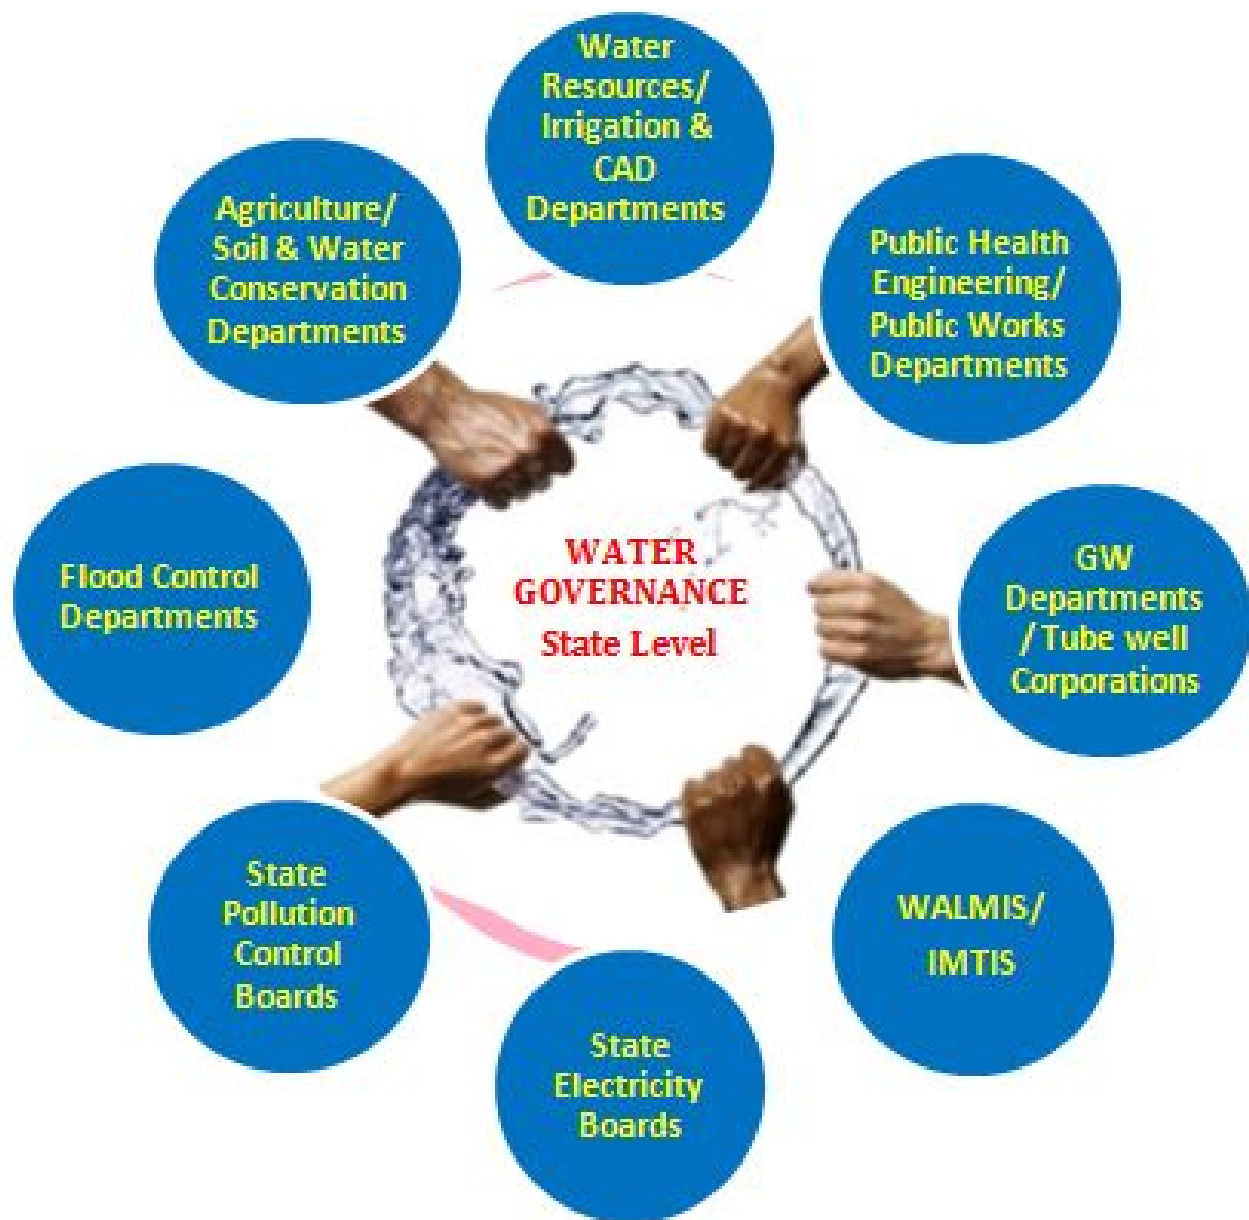 Water
Resources/
Irrigation &
CAD
Departments
Public Health
Engineering/
Public Works
Departments
GW
Departments
/Tube well
Corporations
WALMIS/
IMTIS
State
Electricity
Boards
State
Pollution
Control
Boards
Flood Control
Departments
Agriculture/
Soil & Water
Conservation
Departments
WATER
GOVERNANCE
State Level